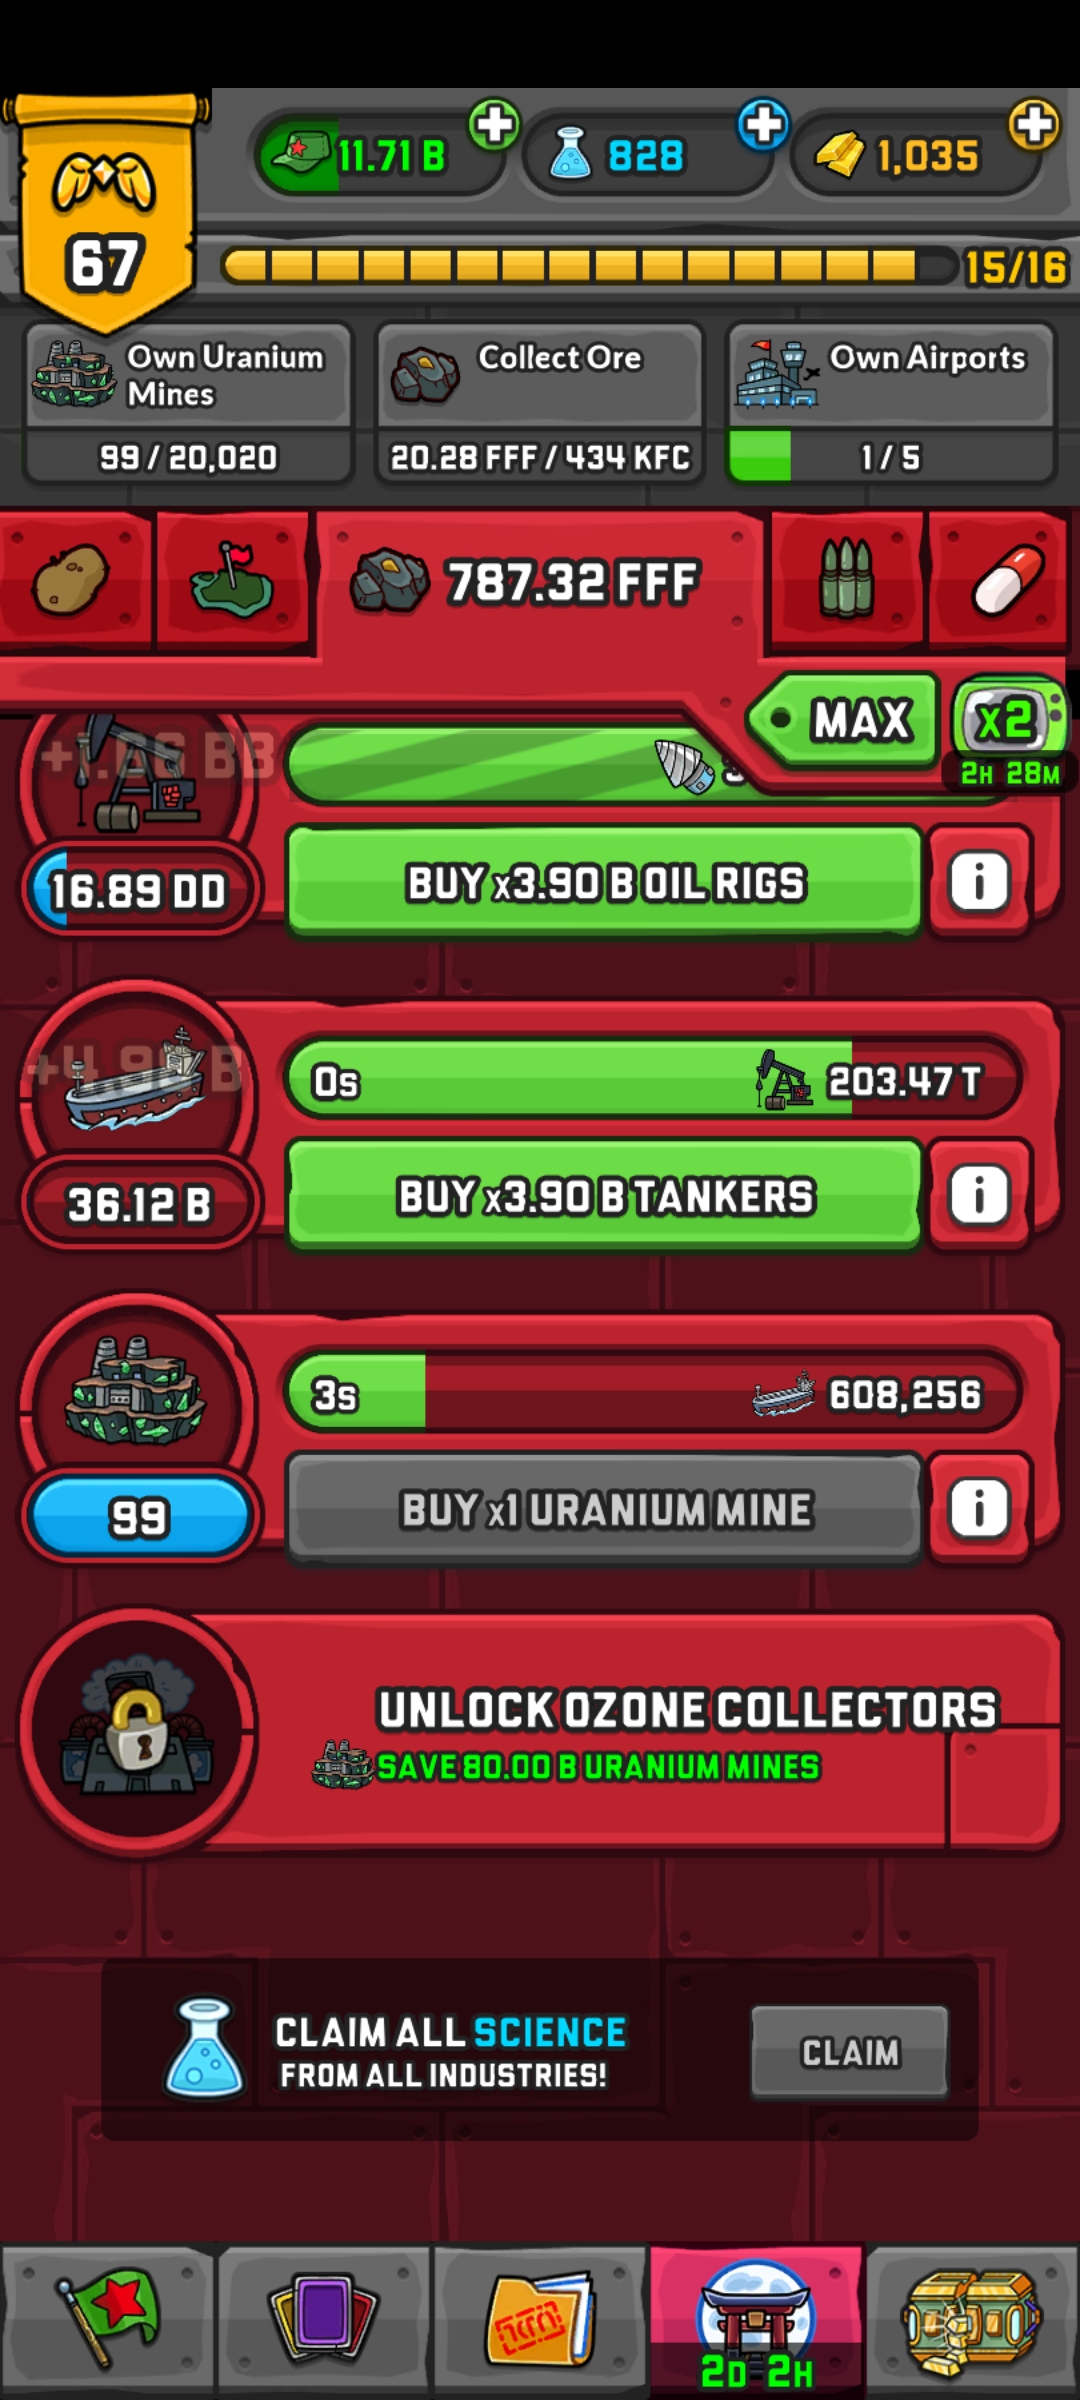 11.71 B
828
1,035
67
15/16
Own Uranium
Mines
99 / 20,020
Collect Ore
20.28 FFF / 434 KFC
Own Airports
1 / 5
787.32 FFF
MAX
x2
2H 28M
16.89 DD
BUY x3.90 B OIL RIGS
i
0s
203.47 T
36.12 B
BUY x3.90 B TANKERS
i
3s
608,256
99
BUY x1 URANIUM MINE
i
UNLOCK OZONE COLLECTORS
SAVE 80.00 B URANIUM MINES
CLAIM ALL SCIENCE
FROM ALL INDUSTRIES!
CLAIM
2D 2H